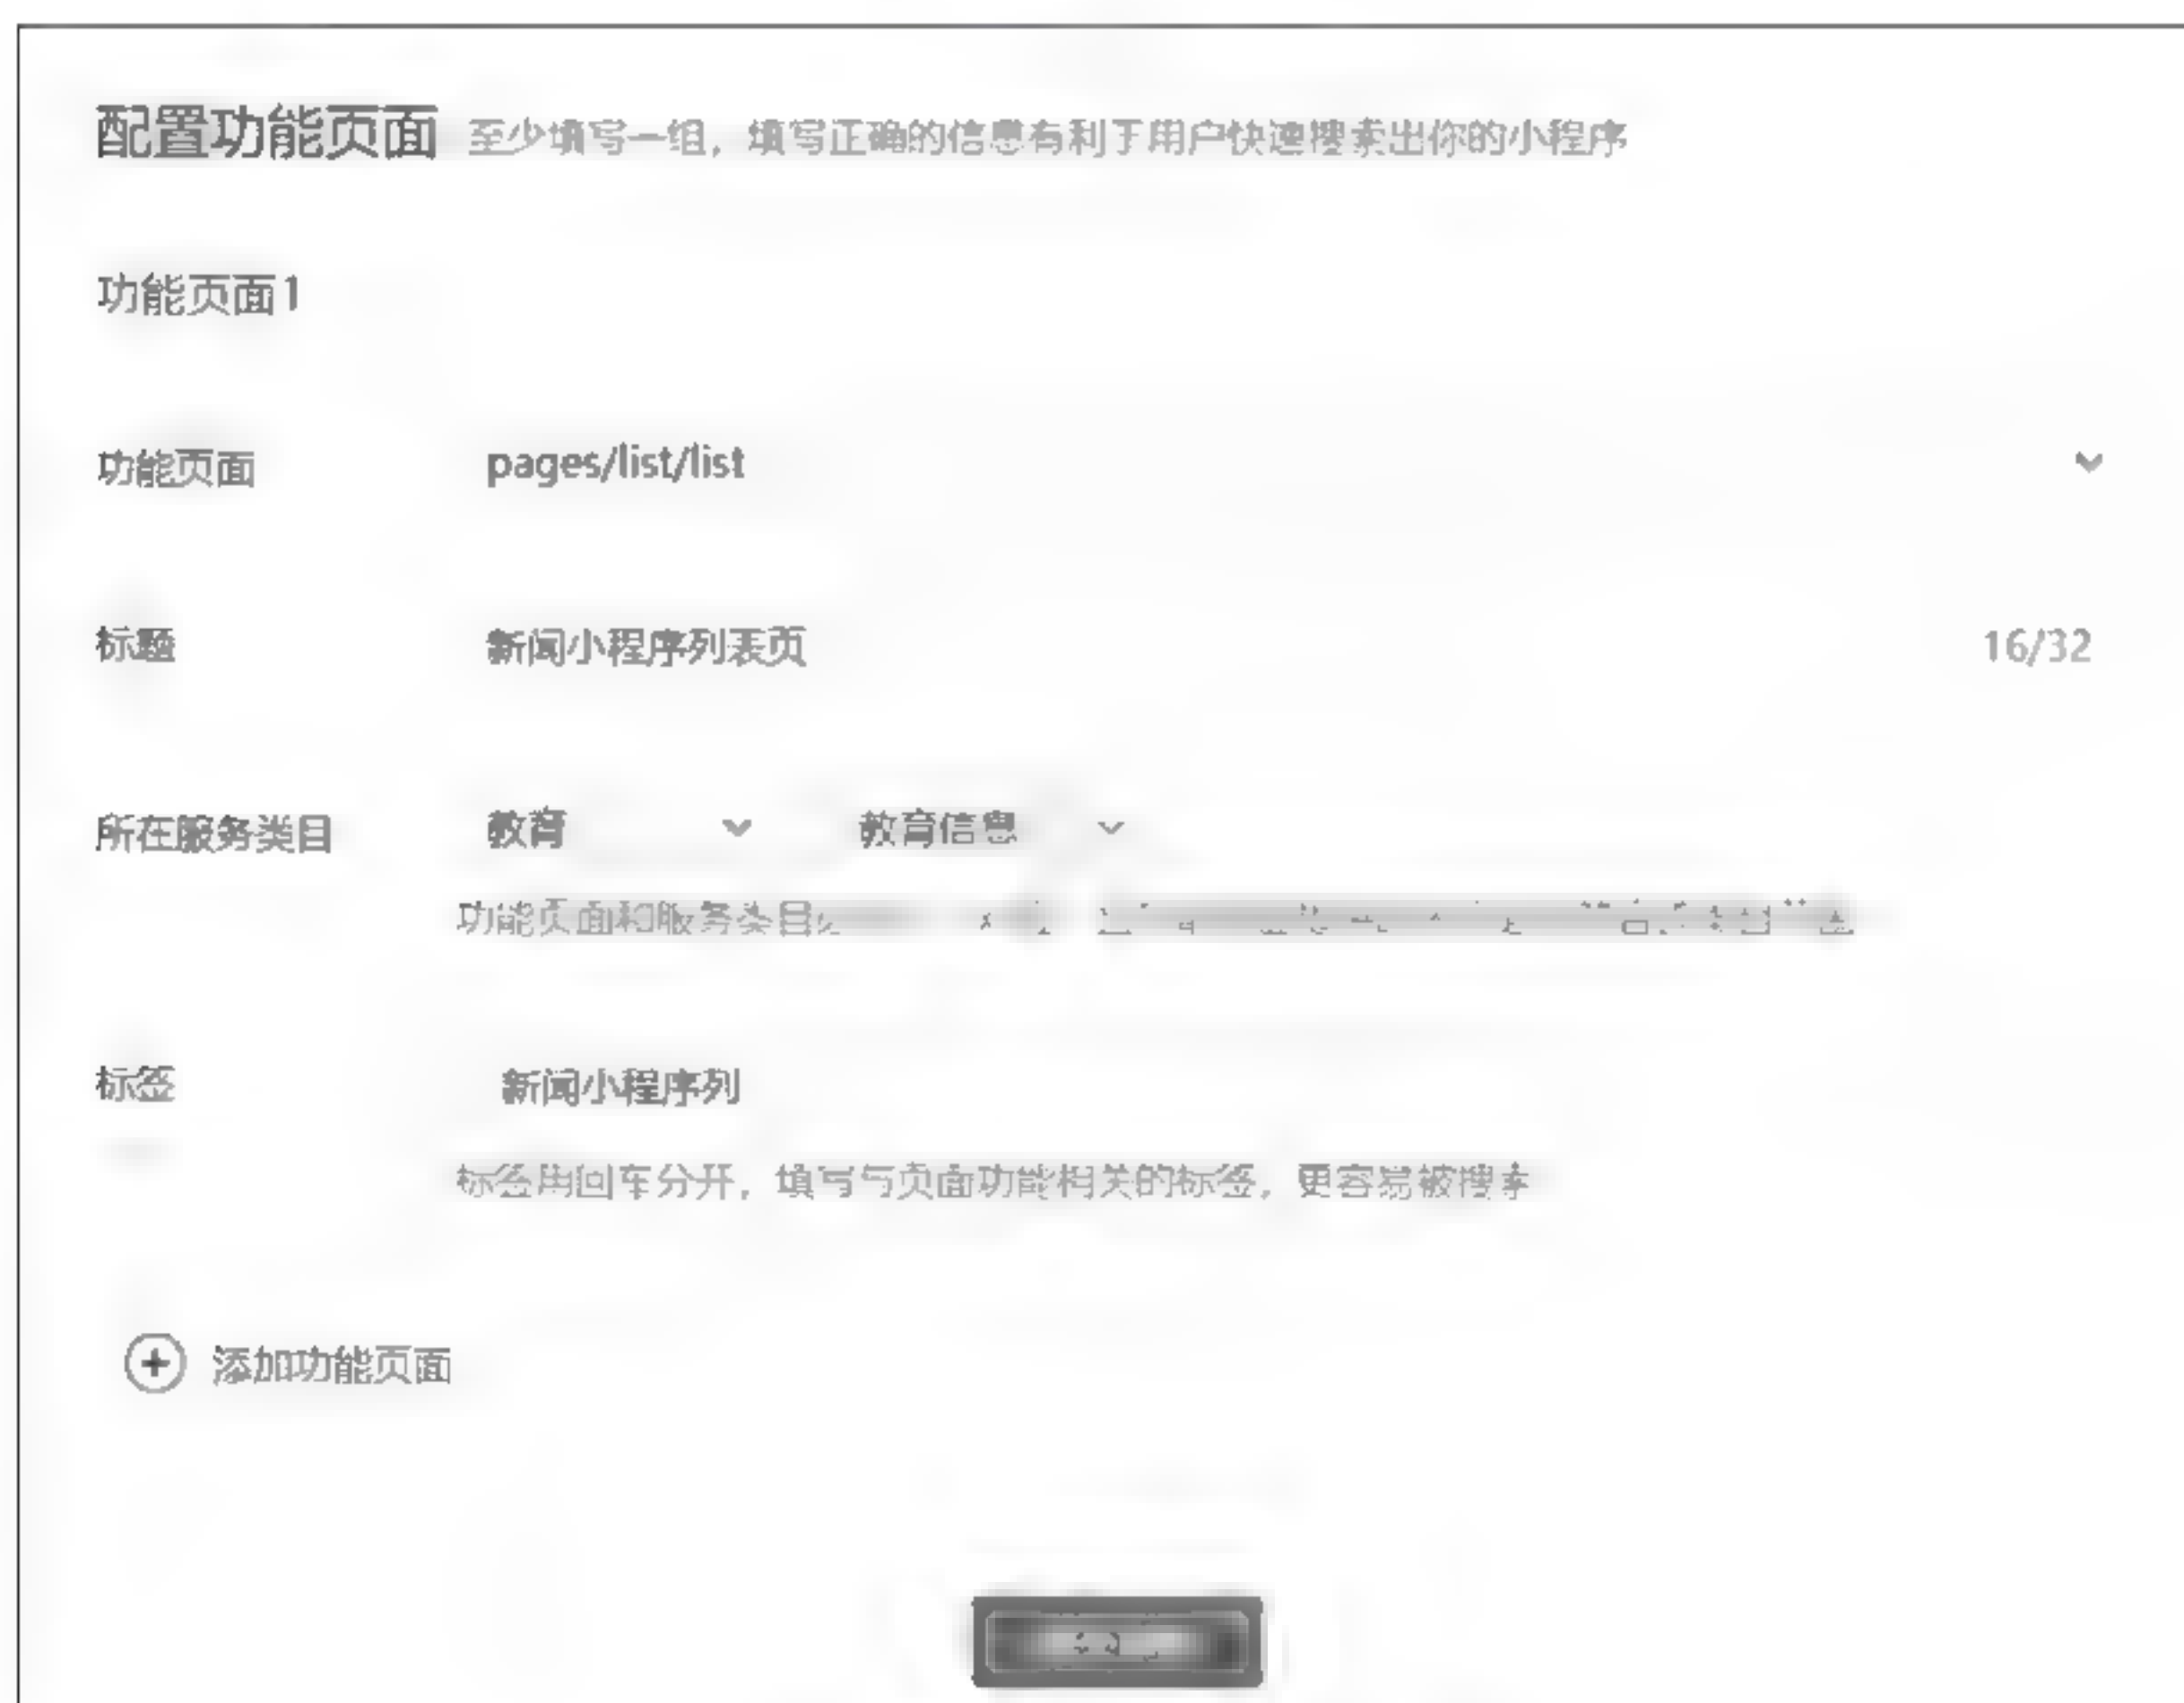 配置功能页面 至少填写一组，填写正确的信息有利于用户快速搜索出你的小程序
功能页面1
功能页面 pages/list/list
标题 新闻小程序列表页 16/32
所在服务类目 教育 教育信息
功能页面和服务类目
标签 新闻小程序列
标签用回车分开，填写与页面功能相关的标签，更容易被搜索
添加功能页面